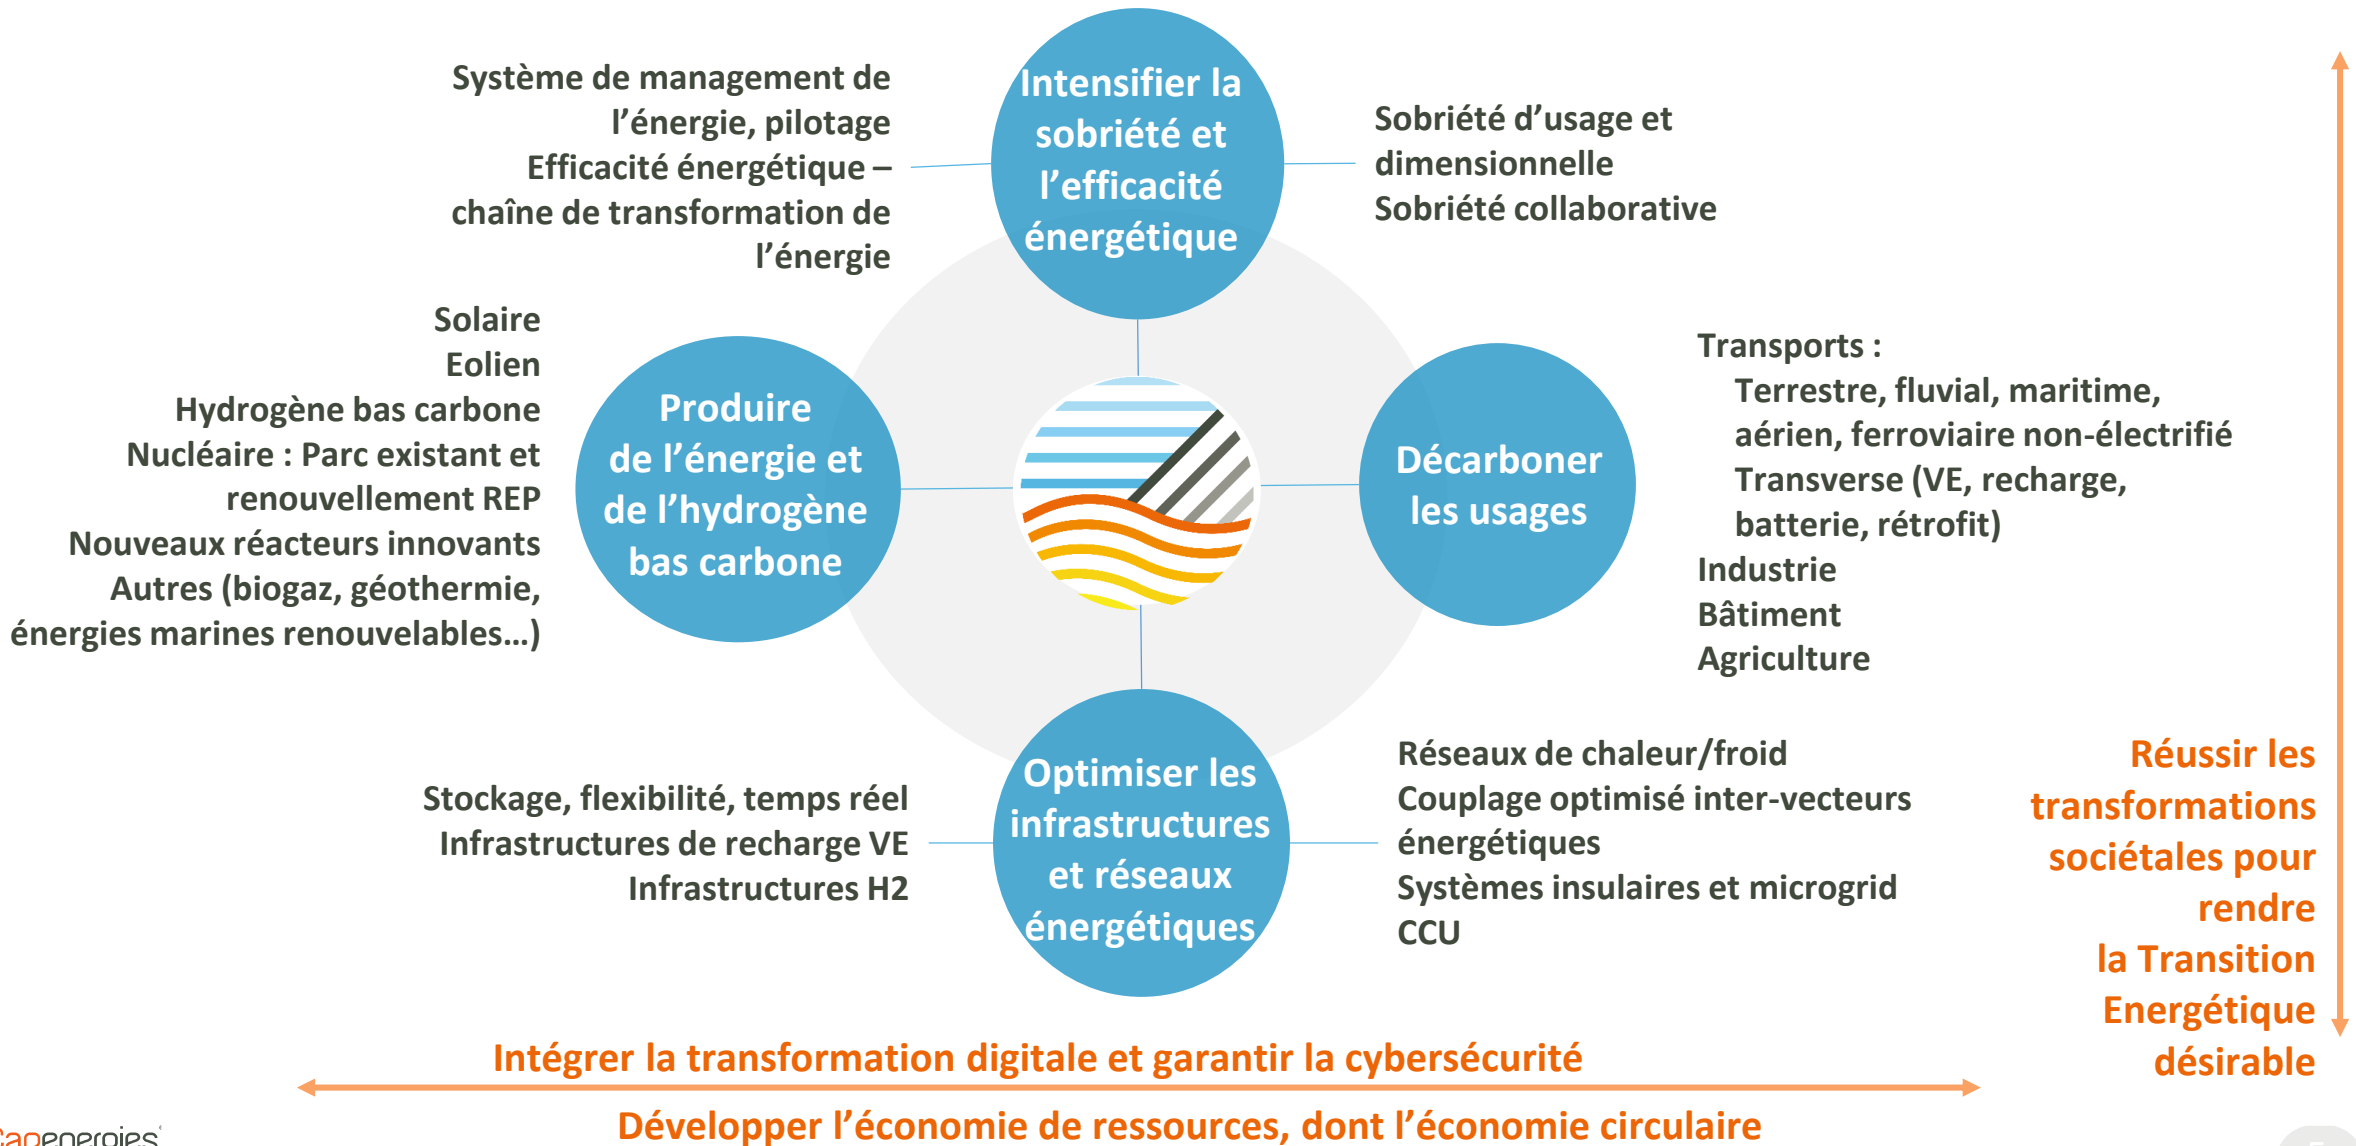 Système de management de
l’énergie, pilotage
Efficacité énergétique –
chaîne de transformation de
l’énergie
Intensifier la
sobriété et
l’efficacité
énergétique
Sobriété d’usage et
dimensionnelle
Sobriété collaborative
Solaire
Eolien
Hydrogène bas carbone
Nucléaire : Parc existant et
renouvellement REP
Nouveaux réacteurs innovants
Autres (biogaz, géothermie,
énergies marines renouvelables...)
Produire
de l’énergie et
de l’hydrogène
bas carbone
Décarboner
les usages
Transports :
Terrestre, fluvial, maritime,
aérien, ferroviaire non-électrifié
Transverse (VE, recharge,
batterie, rétrofit)
Industrie
Bâtiment
Agriculture
Stockage, flexibilité, temps réel
Infrastructures de recharge VE
Infrastructures H2
Optimiser les
infrastructures
et réseaux
énergétiques
Réseaux de chaleur/froid
Couplage optimisé inter-vecteurs
énergétiques
Systèmes insulaires et microgrid
CCU
Réussir les
transformations
sociétales pour
rendre
la Transition
Energétique
désirable
Intégrer la transformation digitale et garantir la cybersécurité
Développer l’économie de ressources, dont l’économie circulaire
Capenergies